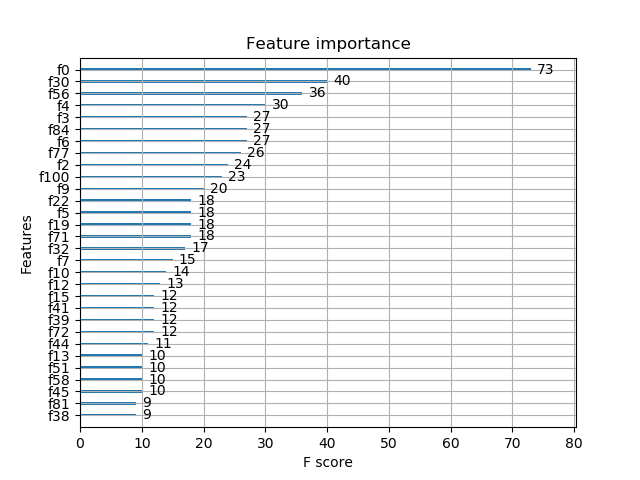 Feature importance
f0 73
f30 40
f56 36
f4 30
f3 27
f84 27
f6 27
f77 26
f2 24
f100 23
f9 20
f22 18
f5 18
f19 18
f71 18
f32 17
f7 15
f10 14
f12 13
f15 12
f41 12
f39 12
f72 12
f44 11
f13 10
f51 10
f58 10
f45 10
f81 9
f38 9
Features
0 10 20 30 40 50 60 70 80
F score